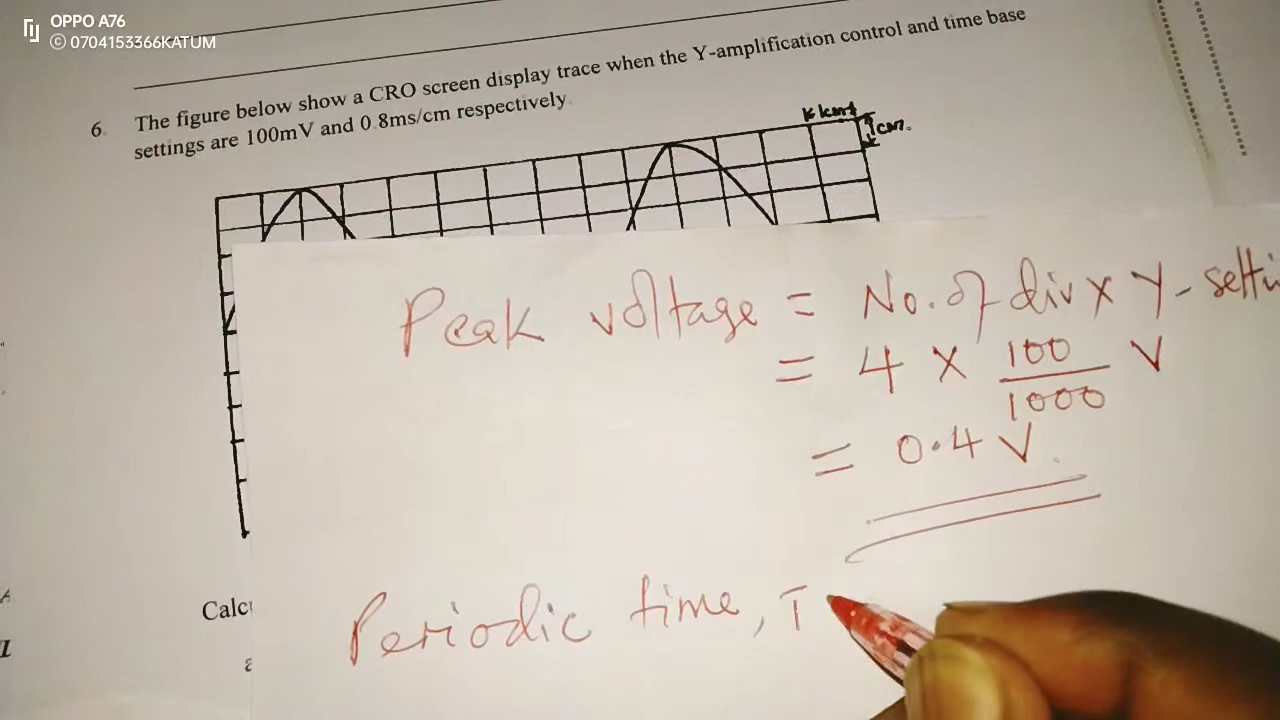 OPPO A76
© 0704153366KATUM
6. The figure below show a CRO screen display trace when the Y-amplification control and time base
settings are 100mV and 0.8ms/cm respectively
1cm.
Peak voltage = No. of div x Y-setti
= 4 x 100/1000 V
= 0.4 V
Calc
Periodic time, T